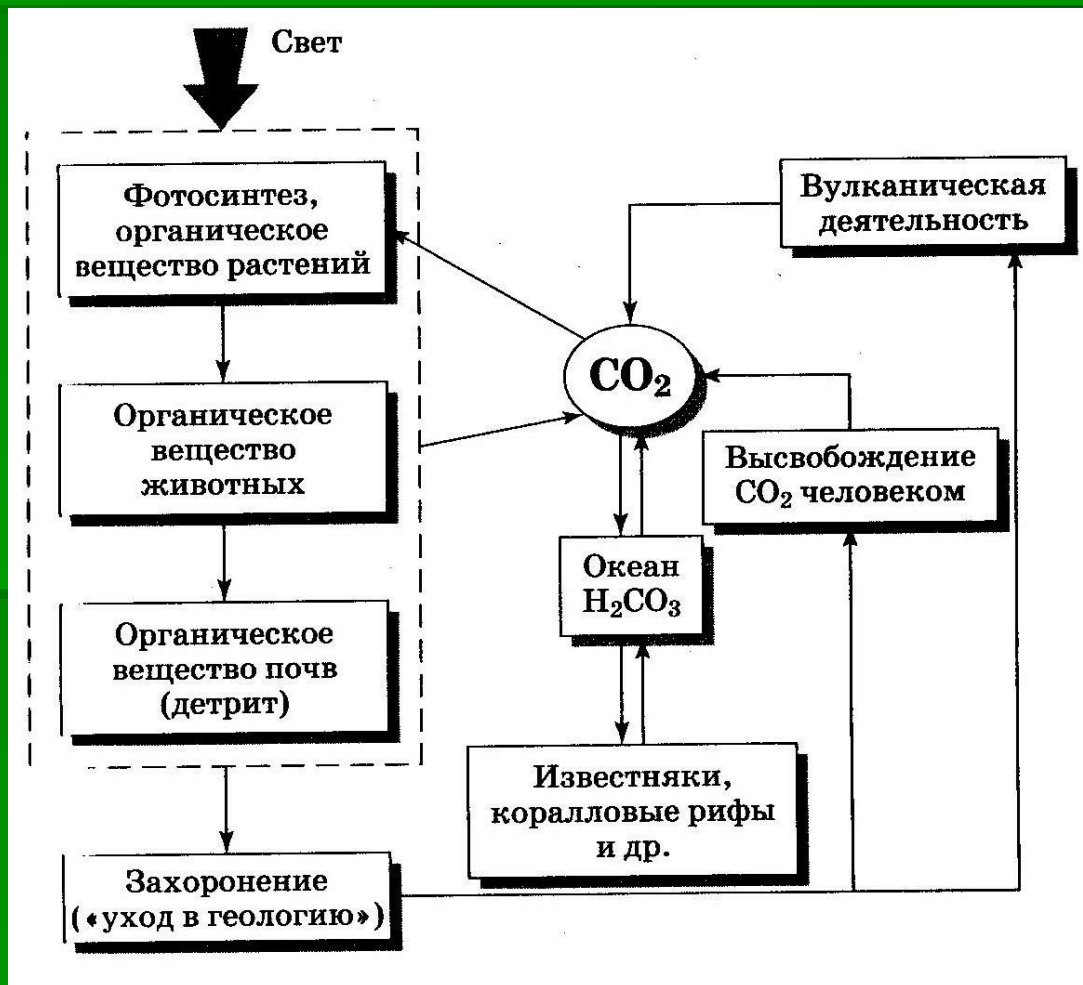 Свет
Фотосинтез,
органическое
вещество растений
Органическое
вещество
животных
Органическое
вещество почв
(детрит)
Захоронение
(«уход в геологию»)
Вулканическая
деятельность
CO₂
Высвобождение
CO₂ человеком
Океан
H₂CO₃
Известняки,
коралловые рифы
и др.